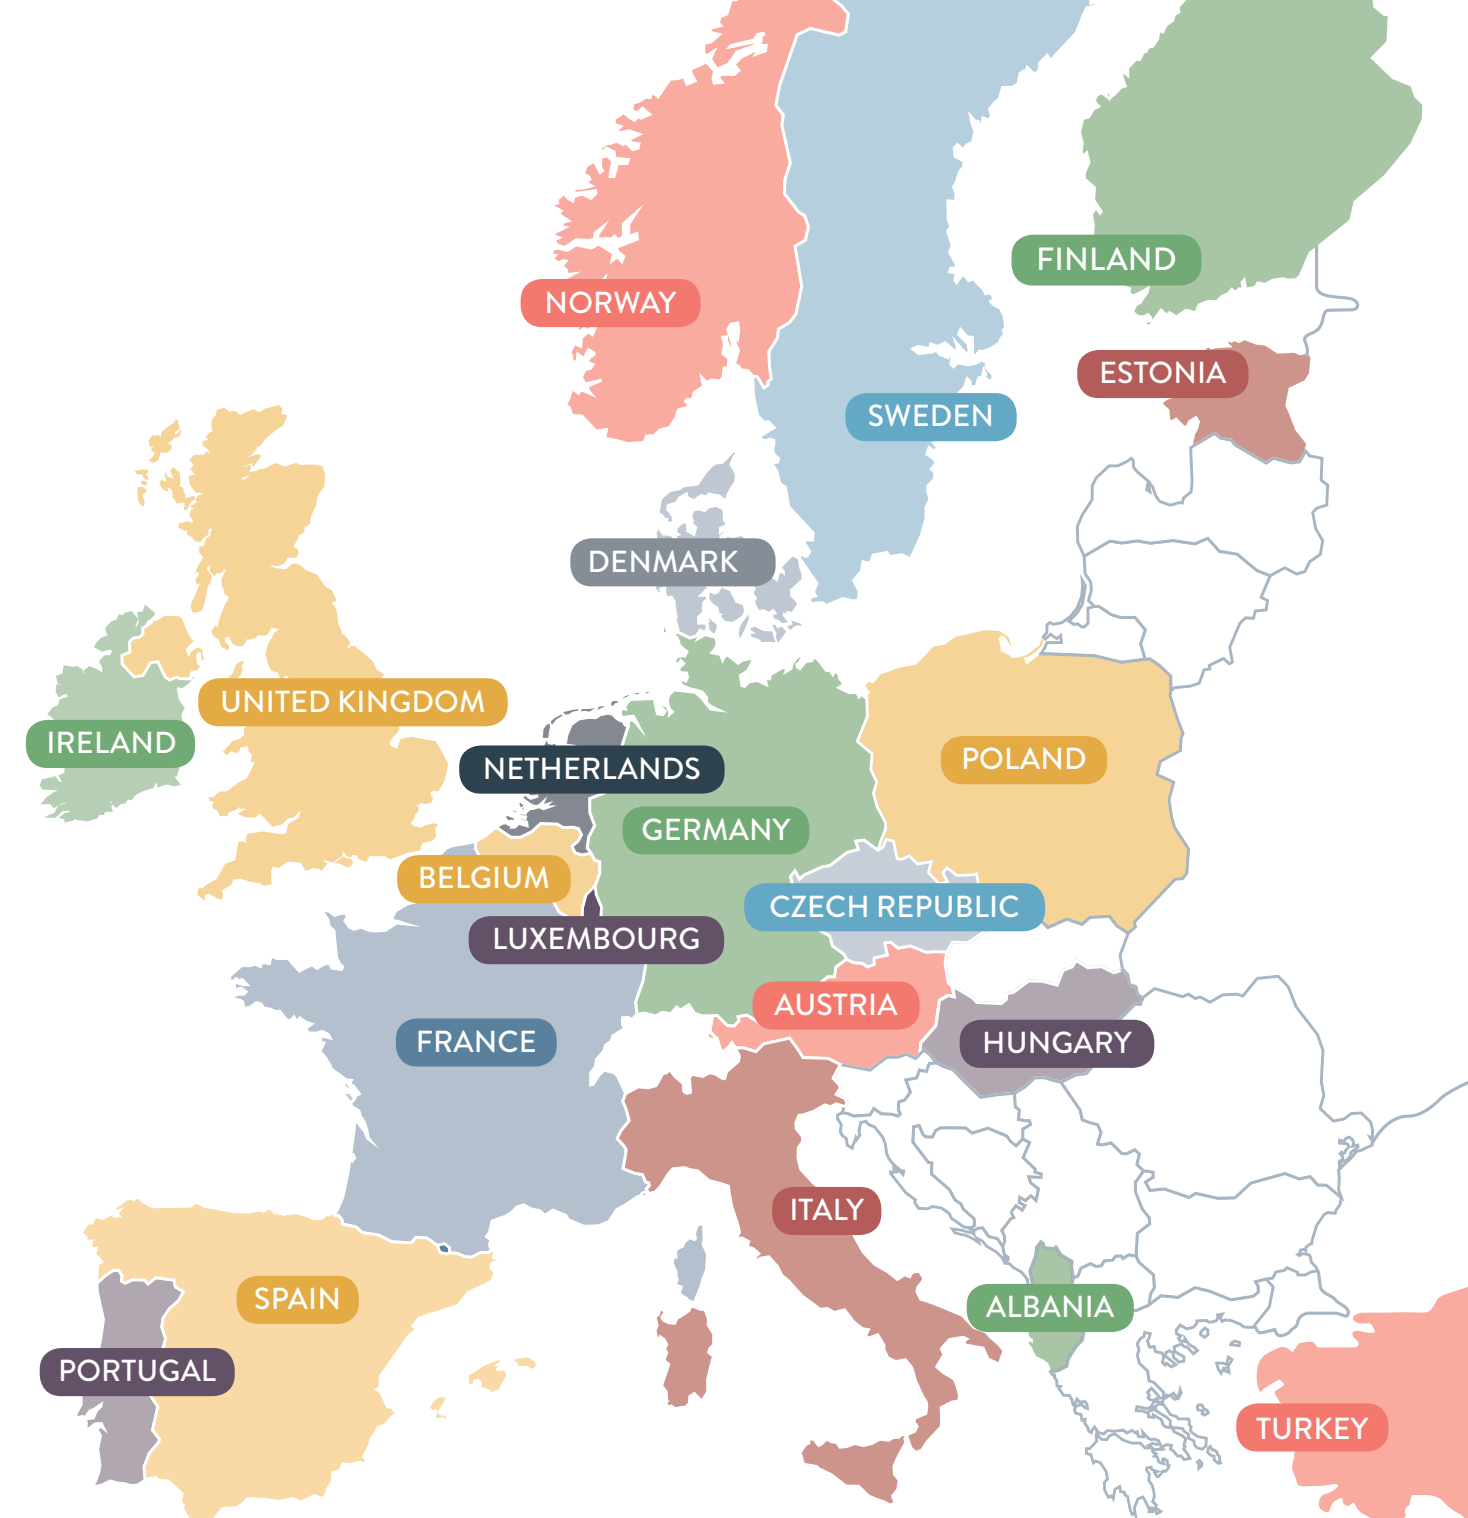 FINLAND
NORWAY
ESTONIA
SWEDEN
DENMARK
UNITED KINGDOM
IRELAND
POLAND
NETHERLANDS
GERMANY
BELGIUM
CZECH REPUBLIC
LUXEMBOURG
AUSTRIA
FRANCE
HUNGARY
ITALY
SPAIN
ALBANIA
PORTUGAL
TURKEY